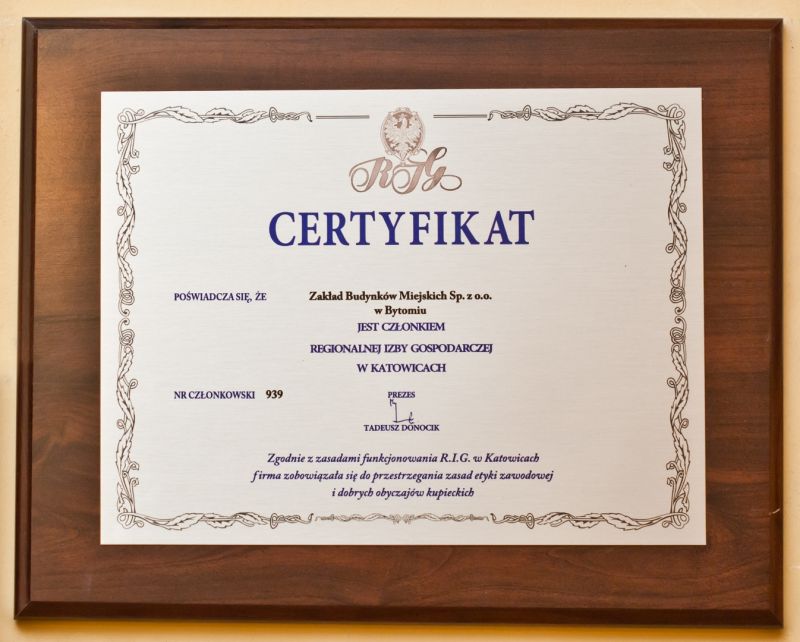 RIG
CERTYFIKAT
POŚWIADCZA SIĘ, ŻE Zakład Budynków Miejskich Sp. z o.o.
w Bytomiu
JEST CZŁONKIEM
REGIONALNEJ IZBY GOSPODARCZEJ
W KATOWICACH
NR CZŁONKOWSKI 939
PREZES
TADEUSZ DONOCIK
Zgodnie z zasadami funkcjonowania R.I.G. w Katowicach
firma zobowiązała się do przestrzegania zasad etyki zawodowej
i dobrych obyczajów kupieckich